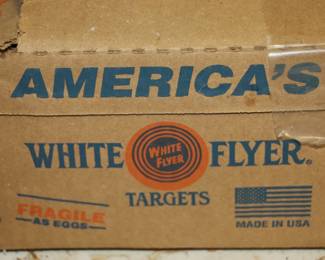 AMERICA'S
WHITE FLYER®
WHITE
FLYER
TARGETS
FRAGILE
AS EGGS
MADE IN USA